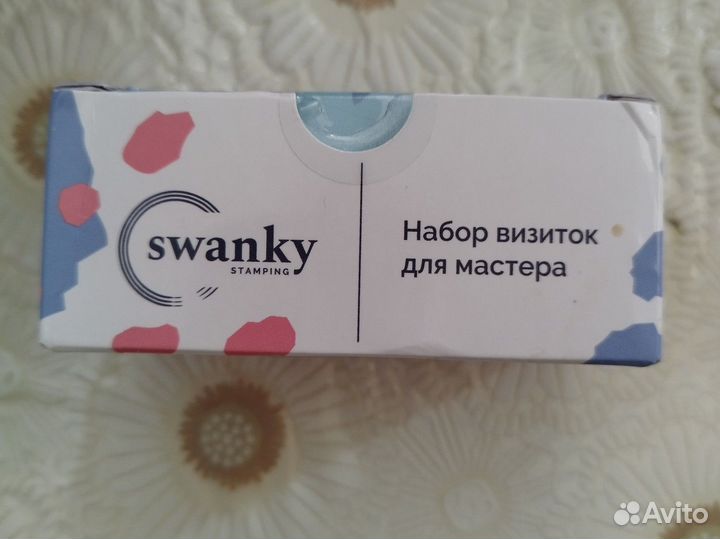 swanky
STAMPING
Набор визиток
для мастера
Avito